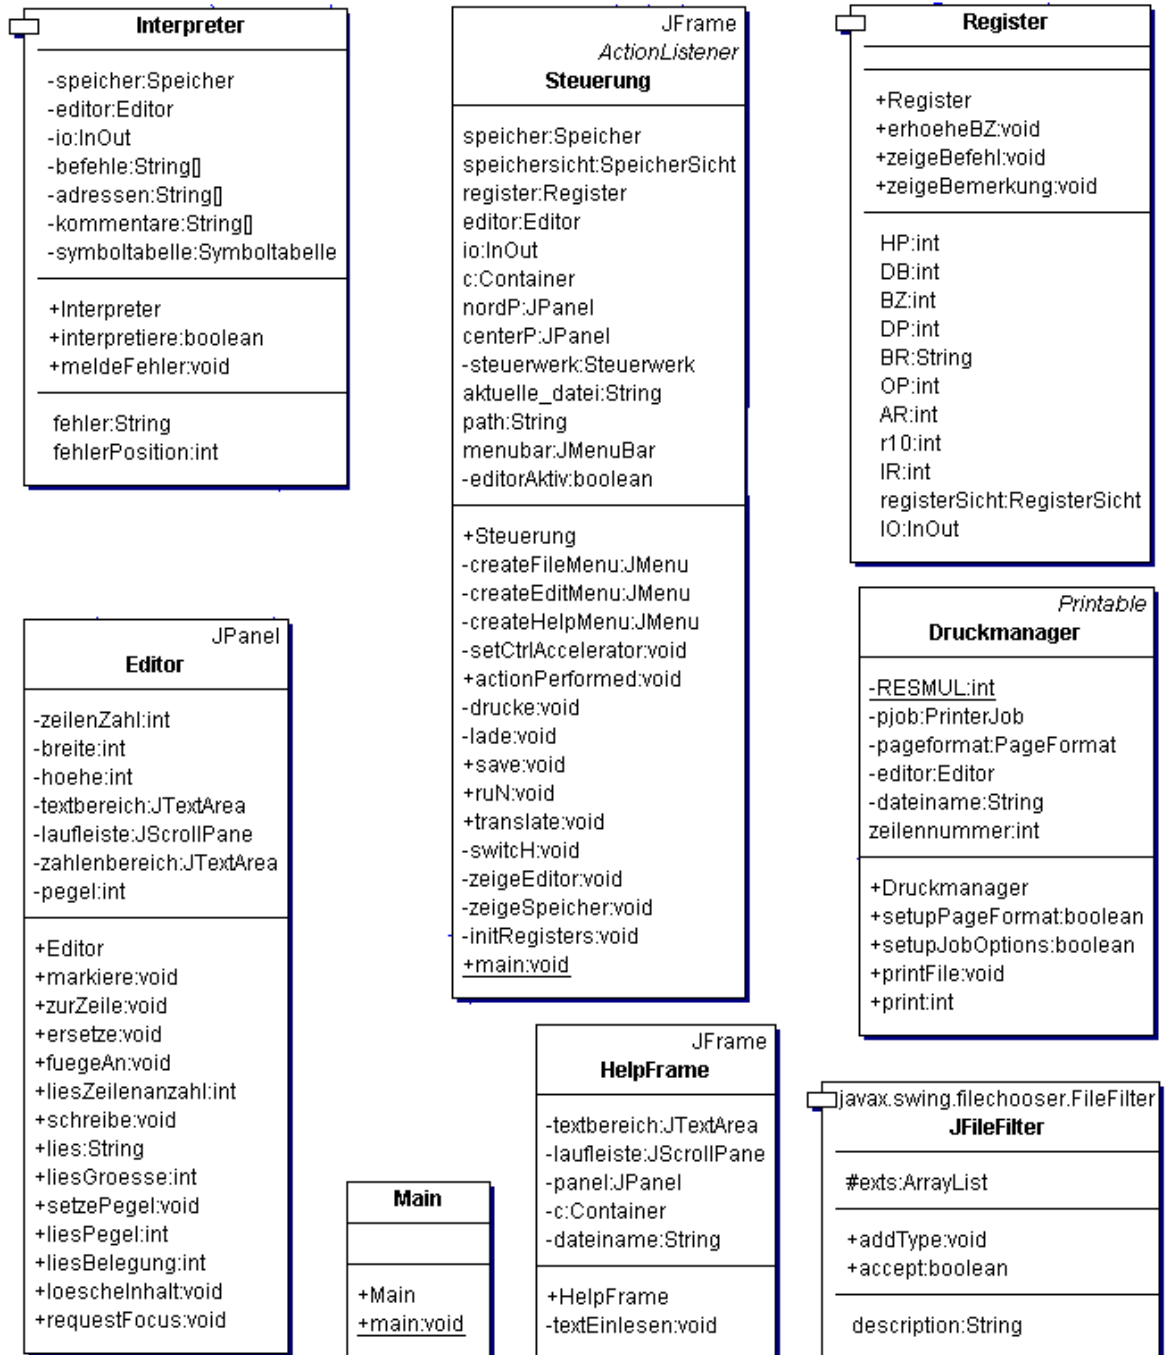 Interpreter
-speicher:Speicher
-editor:Editor
-io:InOut
-befehle:String[]
-adressen:String[]
-kommentare:String[]
-symboltabelle:Symboltabelle
+Interpreter
+interpretiere:boolean
+meldeFehler:void
fehler:String
fehlerPosition:int
JFrame
ActionListener
Steuerung
speicher:Speicher
speichersicht:SpeicherSicht
register:Register
editor:Editor
io:InOut
c:Container
nordP:JPanel
centerP:JPanel
-steuerwerk:Steuerwerk
aktuelle_datei:String
path:String
menubar:JMenuBar
-editorAktiv:boolean
+Steuerung
-createFileMenu:JMenu
-createEditMenu:JMenu
-createHelpMenu:JMenu
-setCtrlAccelerator:void
+actionPerformed:void
-drucke:void
-lade:void
+save:void
+ruN:void
+translate:void
-switcH:void
-zeigeEditor:void
-zeigeSpeicher:void
-initRegisters:void
+main:void
Register
+Register
+erhoeheBZ:void
+zeigeBefehl:void
+zeigeBemerkung:void
HP:int
DB:int
BZ:int
DP:int
BR:String
OP:int
AR:int
r10:int
IR:int
registerSicht:RegisterSicht
IO:InOut
JPanel
Editor
-zeilenZahl:int
-breite:int
-hoehe:int
-textbereich:JTextArea
-laufleiste:JScrollPane
-zahlenbereich:JTextArea
-pegel:int
+Editor
+markiere:void
+zurZeile:void
+ersetze:void
+fuegeAn:void
+liesZeilenanzahl:int
+schreibe:void
+lies:String
+liesGroesse:int
+setzePegel:void
+liesPegel:int
+liesBelegung:int
+loescheInhalt:void
+requestFocus:void
Printable
Druckmanager
-RESMUL:int
-pjob:PrinterJob
-pageformat:PageFormat
-editor:Editor
-dateiname:String
zeilennummer:int
+Druckmanager
+setupPageFormat:boolean
+setupJobOptions:boolean
+printFile:void
+print:int
Main
+Main
+main:void
JFrame
HelpFrame
-textbereich:JTextArea
-laufleiste:JScrollPane
-panel:JPanel
-c:Container
-dateiname:String
+HelpFrame
-textEinlesen:void
javax.swing.filechooser.FileFilter
JFileFilter
#exts:ArrayList
+addType:void
+accept:boolean
description:String